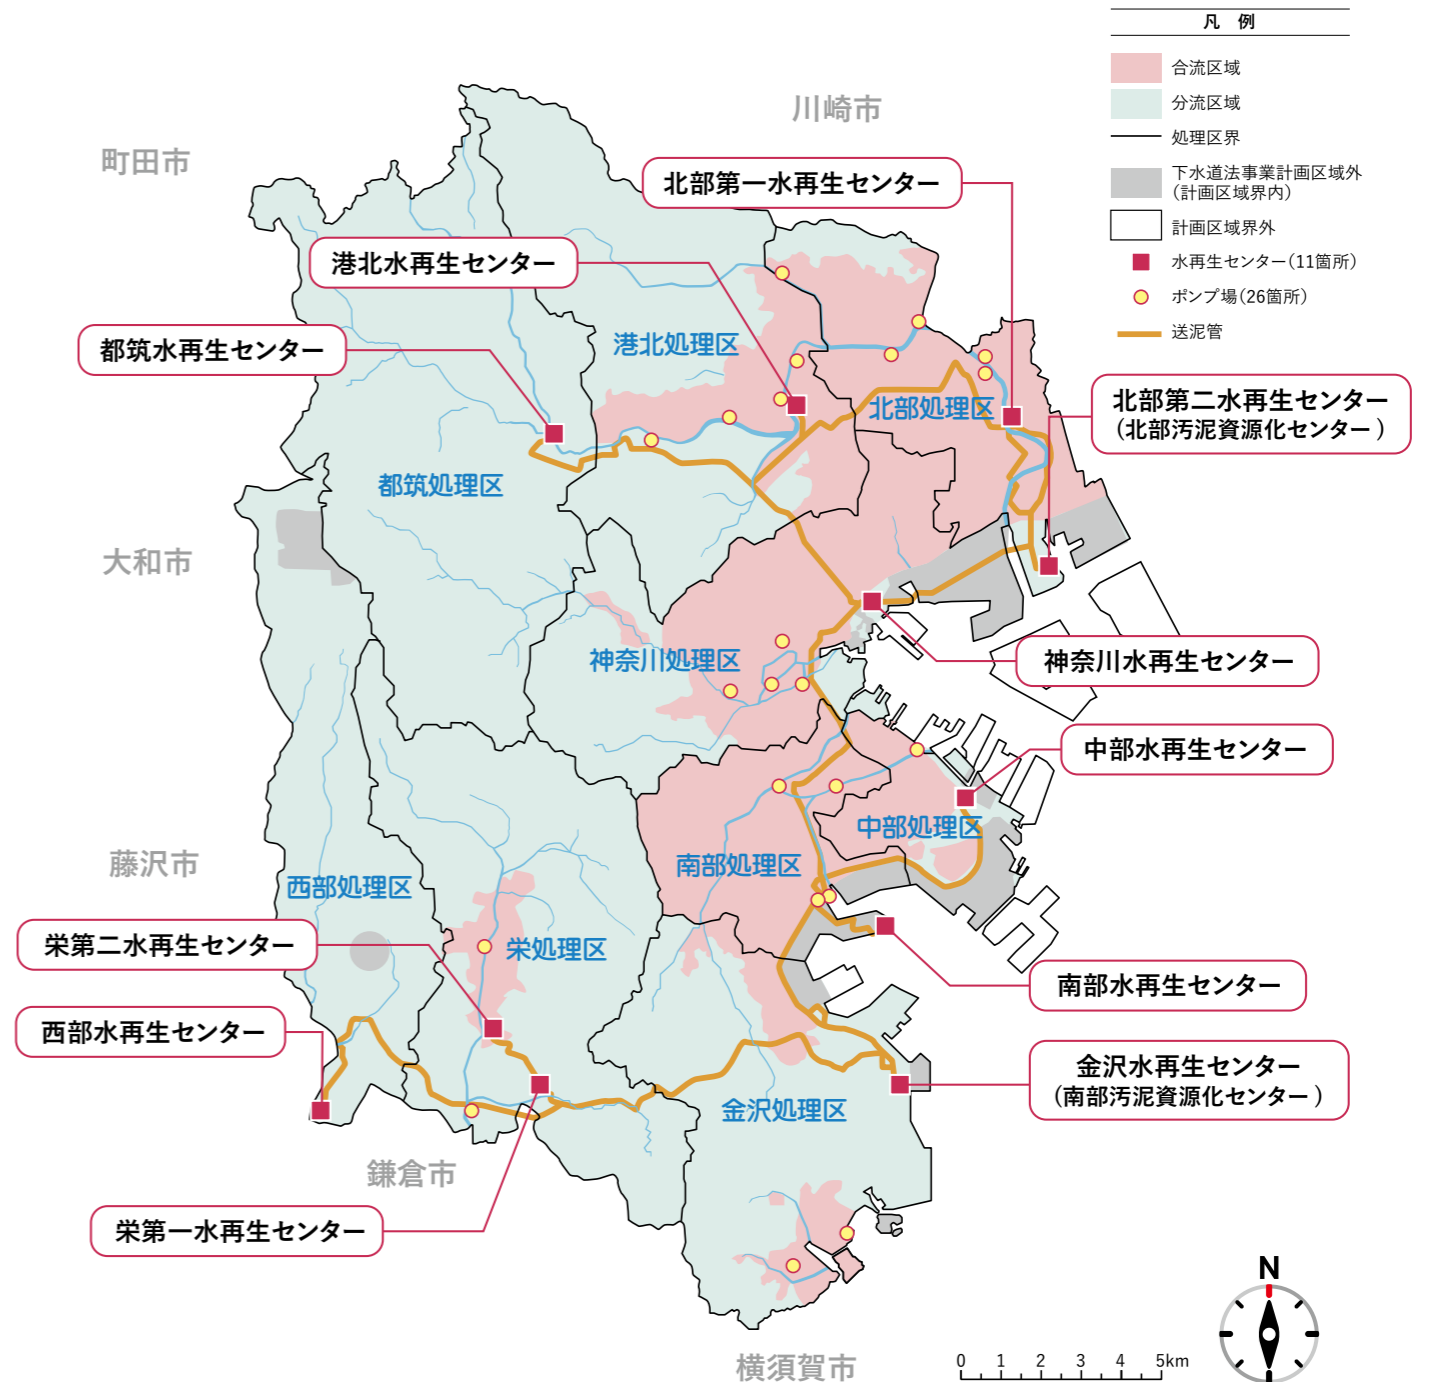 凡 例
合流区域
分流区域
処理区界
下水道法事業計画区域外
(計画区域界内)
計画区域界外
水再生センター(11箇所)
ポンプ場(26箇所)
送泥管
川崎市
町田市
北部第一水再生センター
港北水再生センター
都筑水再生センター
港北処理区
北部処理区
北部第二水再生センター
(北部汚泥資源化センター)
都筑処理区
大和市
神奈川処理区
神奈川水再生センター
中部水再生センター
中部処理区
藤沢市
南部処理区
西部処理区
栄第二水再生センター
栄処理区
南部水再生センター
西部水再生センター
金沢水再生センター
(南部汚泥資源化センター)
金沢処理区
鎌倉市
栄第一水再生センター
N
横須賀市
0 1 2 3 4 5km